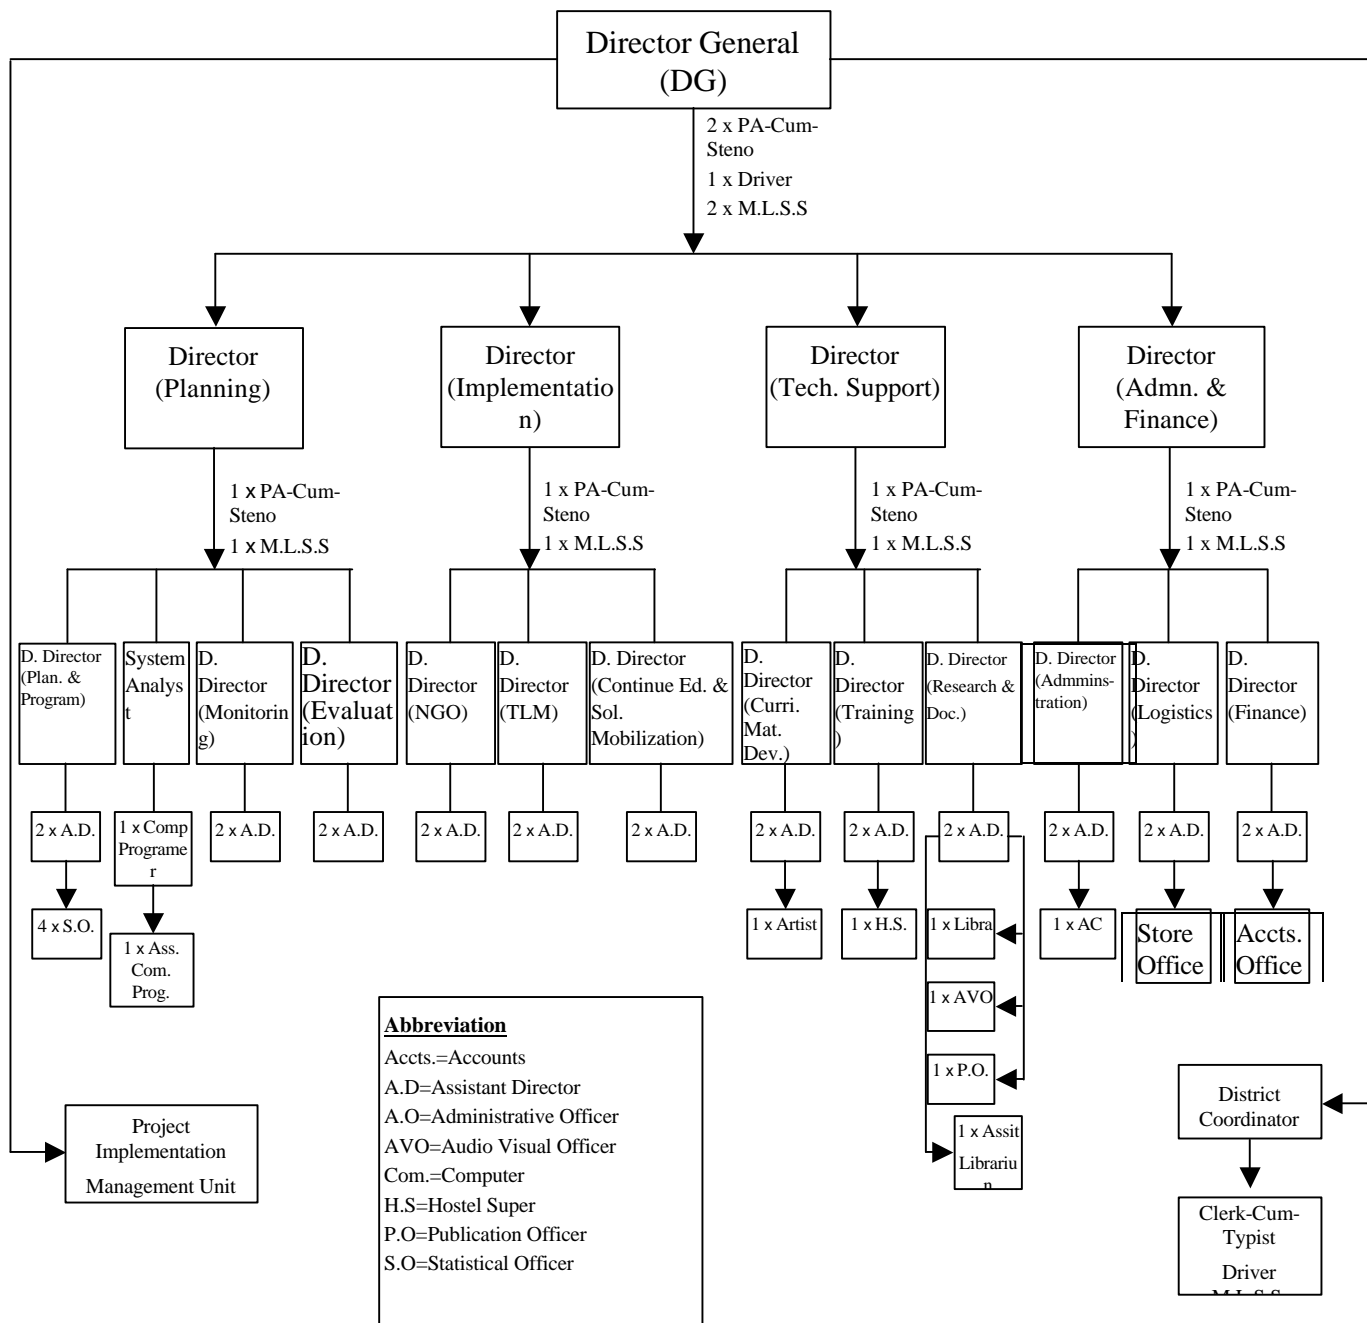 Director General
(DG)
2 x PA-Cum-
Steno
1 x Driver
2 x M.L.S.S
Director
(Planning)
Director
(Implementatio
n)
Director
(Tech. Support)
Director
(Admn. &
Finance)
1 x PA-Cum-
Steno
1 x M.L.S.S
1 x PA-Cum-
Steno
1 x M.L.S.S
1 x PA-Cum-
Steno
1 x M.L.S.S
1 x PA-Cum-
Steno
1 x M.L.S.S
D. Director
(Plan. &
Program)
System
Analys
t
D.
Director
(Monitorin
g)
D.
Director
(Evaluat
ion)
D.
Director
(NGO)
D.
Director
(TLM)
D. Director
(Continue Ed. &
Sol.
Mobilization)
D.
Director
(Curri.
Mat.
Dev.)
D.
Director
(Training
)
D. Director
(Research &
Doc.)
D. Director
(Admmins-
tration)
D.
Director
(Logistics
)
D.
Director
(Finance)
2 x A.D.
1 x Comp
Programe
r
2 x A.D.
2 x A.D.
2 x A.D.
2 x A.D.
2 x A.D.
2 x A.D.
2 x A.D.
2 x A.D.
2 x A.D.
2 x A.D.
2 x A.D.
4 x S.O.
1 x Ass.
Com.
Prog.
1 x Artist
1 x H.S.
1 x Libra
1 x AC
Store
Office
Accts.
Office
1 x AVO
1 x P.O.
1 x Assit
Librariu
n
Abbreviation
Accts.=Accounts
A.D=Assistant Director
A.O=Administrative Officer
AVO=Audio Visual Officer
Com.=Computer
H.S=Hostel Super
P.O=Publication Officer
S.O=Statistical Officer
Project
Implementation
Management Unit
District
Coordinator
Clerk-Cum-
Typist
Driver
M.L.S.S